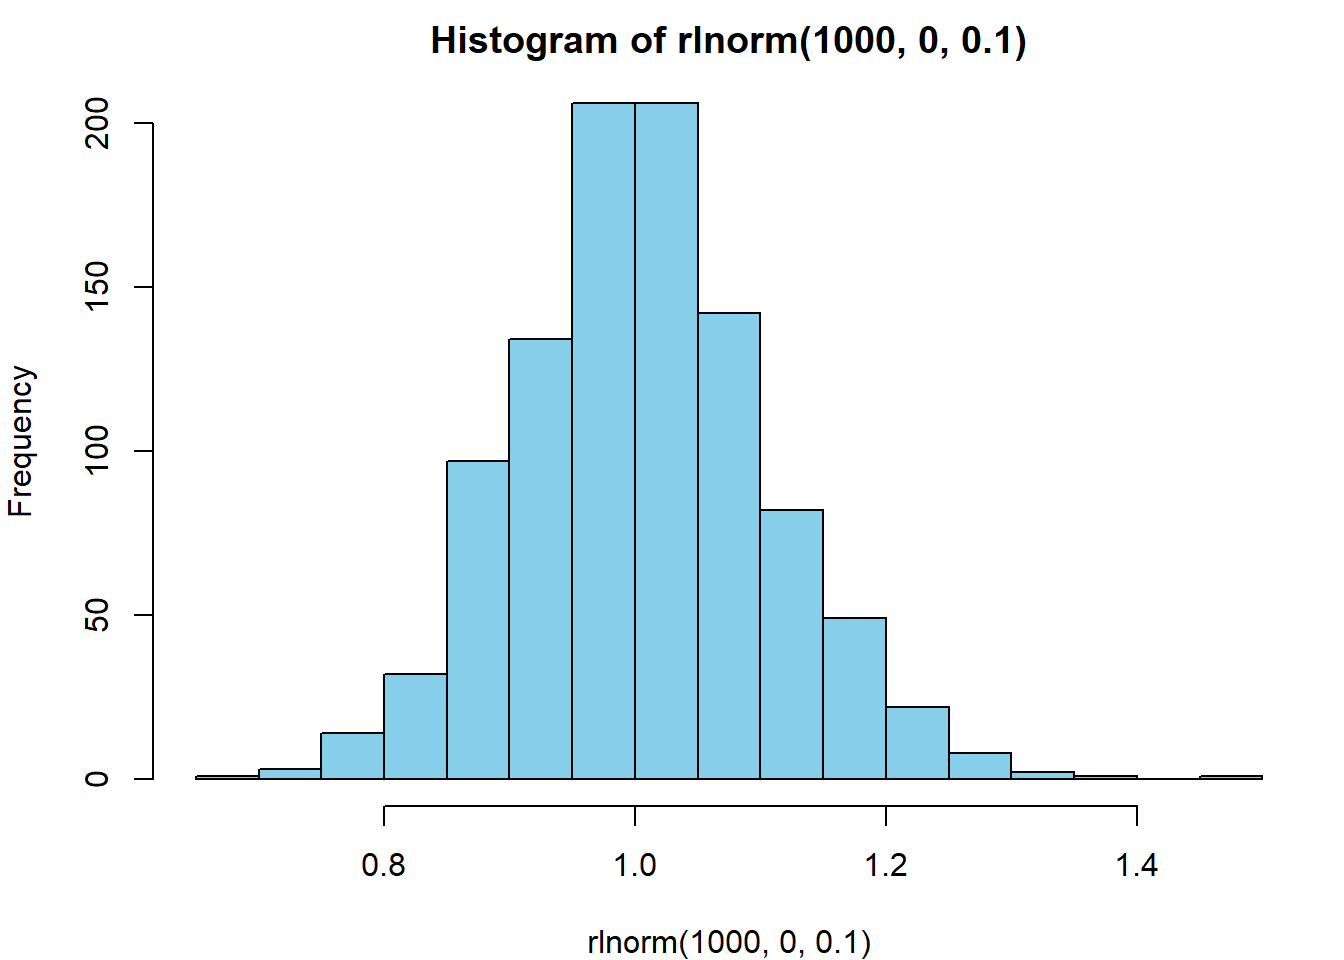 Histogram of rlnorm(1000, 0, 0.1)
Frequency
200
150
100
50
0
0.8 1.0 1.2 1.4
rlnorm(1000, 0, 0.1)